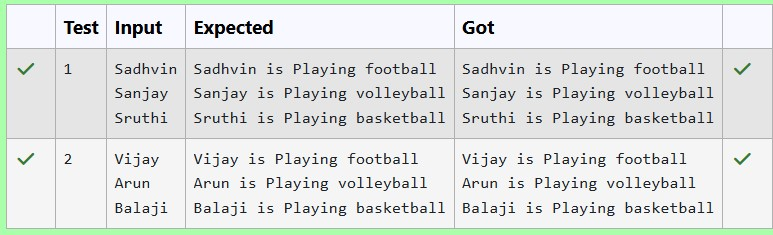 Test Input Expected Got
1 Sadhvin Sadhvin is Playing football Sadhvin is Playing football
Sanjay Sanjay is Playing volleyball Sanjay is Playing volleyball
Sruthi Sruthi is Playing basketball Sruthi is Playing basketball
2 Vijay Vijay is Playing football Vijay is Playing football
Arun Arun is Playing volleyball Arun is Playing volleyball
Balaji Balaji is Playing basketball Balaji is Playing basketball